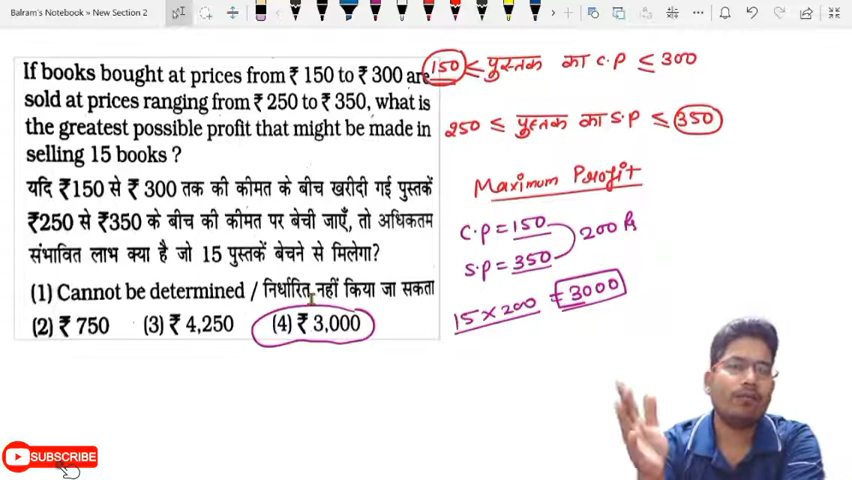 Balram's Notebook » New Section 2
If books bought at prices from ₹ 150 to ₹ 300 are
sold at prices ranging from ₹ 250 to ₹ 350, what is
the greatest possible profit that might be made in
selling 15 books ?
यदि ₹150 से ₹ 300 तक की कीमत के बीच खरीदी गई पुस्तकें
₹250 से ₹350 के बीच की कीमत पर बेची जाएँ, तो अधिकतम
संभावित लाभ क्या है जो 15 पुस्तकें बेचने से मिलेगा?
(1) Cannot be determined / निर्धारित नहीं किया जा सकता
(2) ₹ 750 (3) ₹ 4,250 (4) ₹ 3,000
150 ≤ पुस्तक का C.P ≤ 300
250 ≤ पुस्तक का S.P ≤ 350
Maximum Profit
C.P = 150
S.P = 350
200 Rs
15 × 200 = 3000
SUBSCRIBE